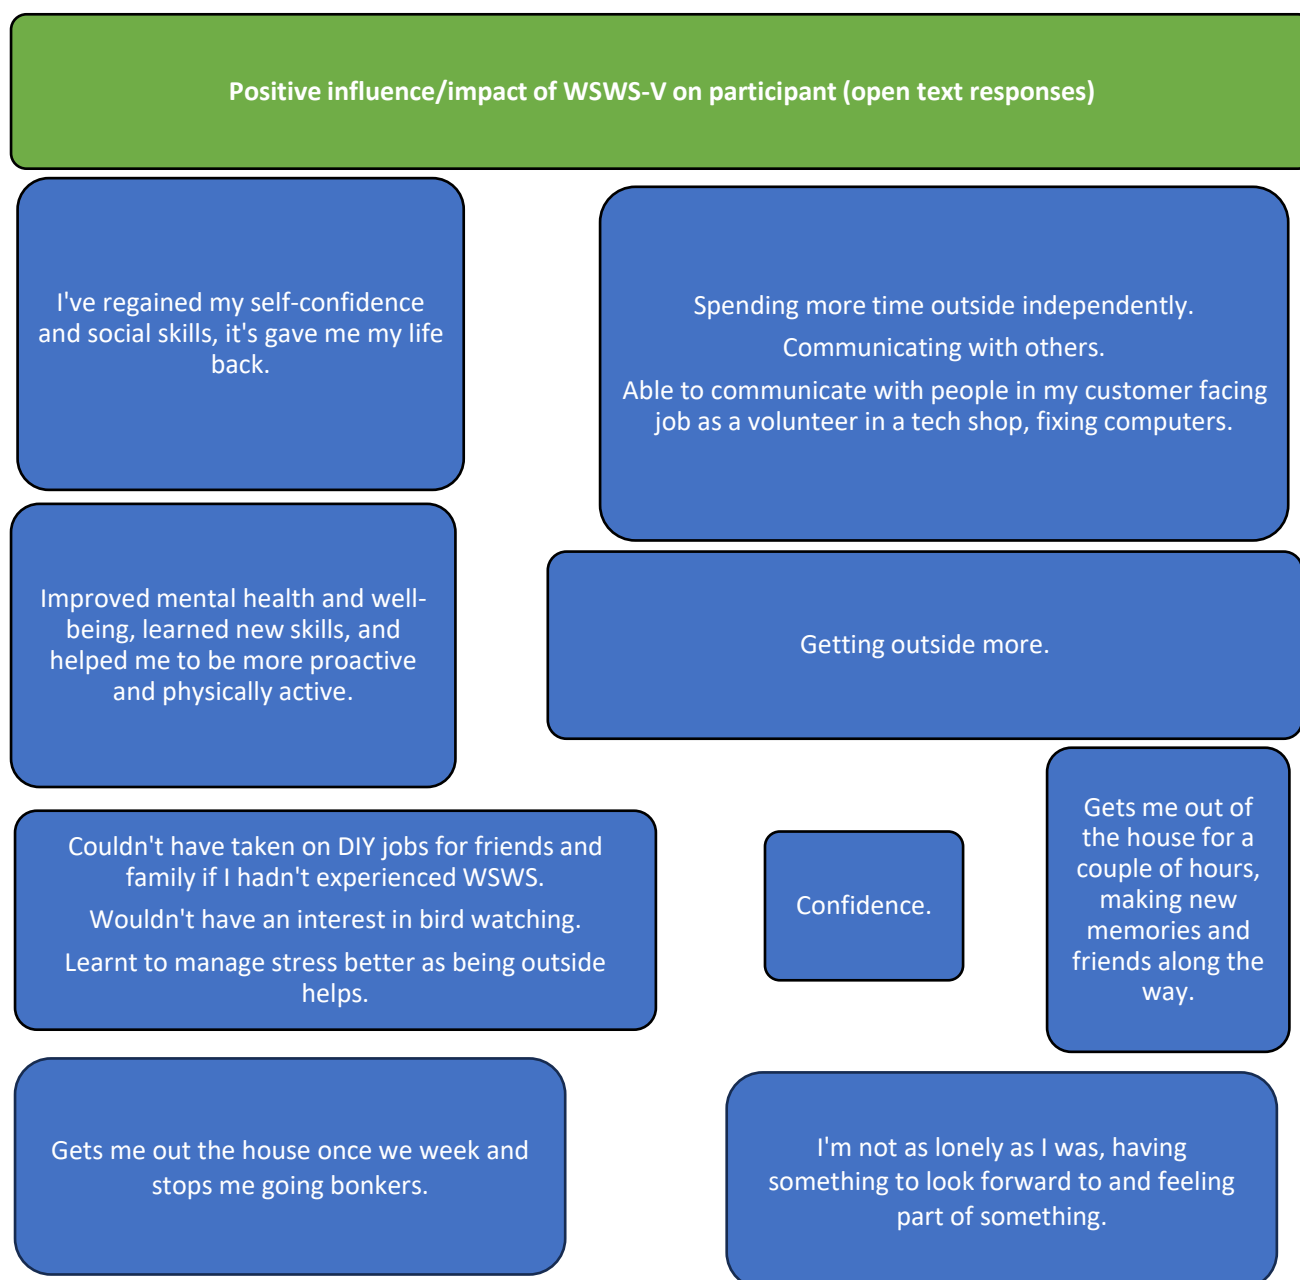 Positive influence/impact of WSWS-V on participant (open text responses)
I've regained my self-confidence
and social skills, it's gave me my life
back.
Spending more time outside independently.
Communicating with others.
Able to communicate with people in my customer facing
job as a volunteer in a tech shop, fixing computers.
Improved mental health and well-
being, learned new skills, and
helped me to be more proactive
and physically active.
Getting outside more.
Couldn't have taken on DIY jobs for friends and
family if I hadn't experienced WSWS.
Wouldn't have an interest in bird watching.
Learnt to manage stress better as being outside
helps.
Confidence.
Gets me out of
the house for a
couple of hours,
making new
memories and
friends along the
way.
Gets me out the house once we week and
stops me going bonkers.
I'm not as lonely as I was, having
something to look forward to and feeling
part of something.